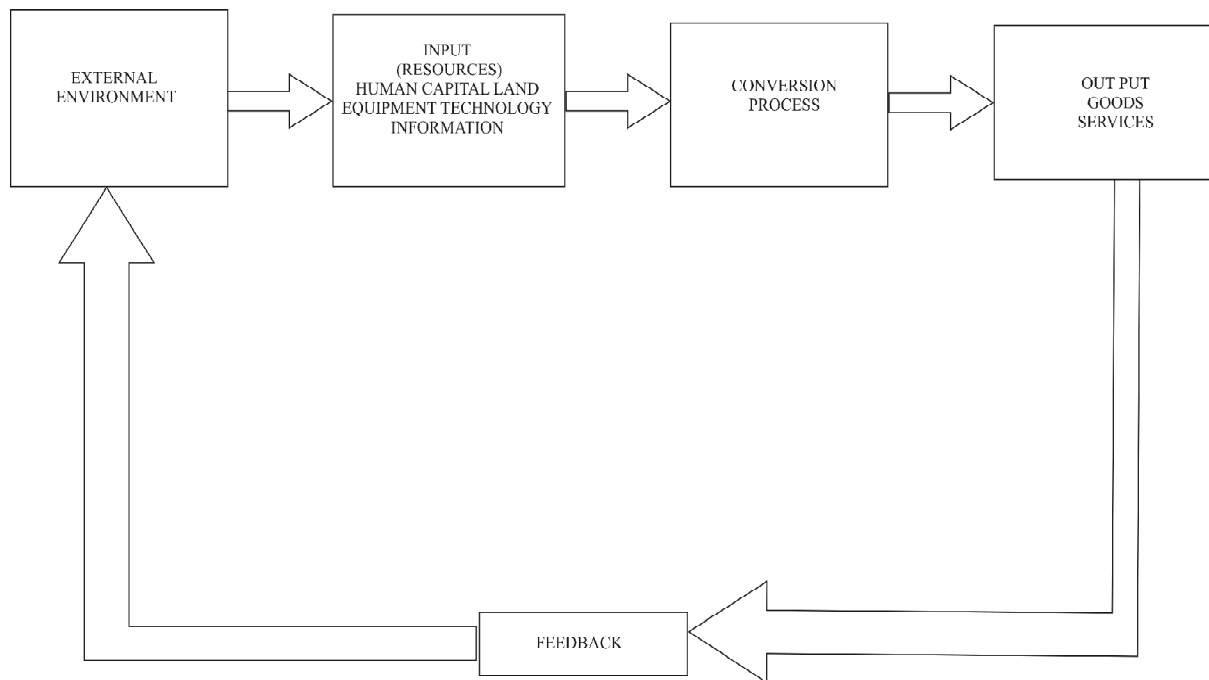 EXTERNAL
ENVIRONMENT
INPUT
(RESOURCES)
HUMAN CAPITAL LAND
EQUIPMENT TECHNOLOGY
INFORMATION
CONVERSION
PROCESS
OUT PUT
GOODS
SERVICES
FEEDBACK